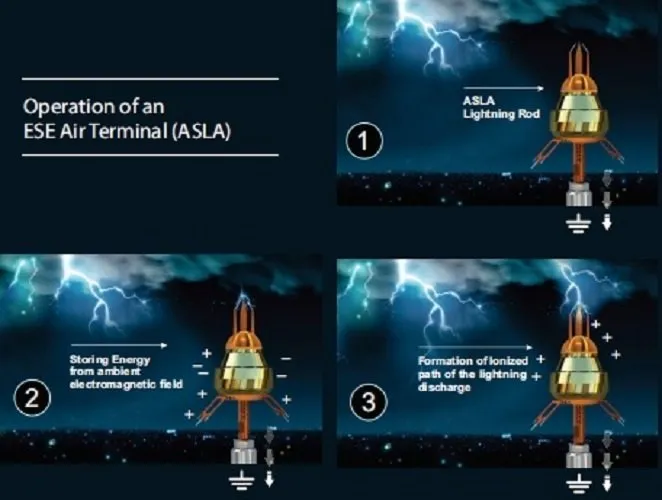 Operation of an
ESE Air Terminal (ASLA)
1
ASLA
Lightning Rod
2
Storing Energy
from ambient
electromagnetic field
3
Formation of Ionized
path of the lightning
discharge